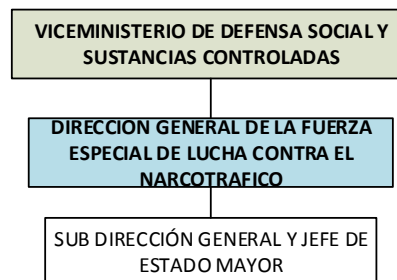 VICEMINISTERIO DE DEFENSA SOCIAL Y
SUSTANCIAS CONTROLADAS
DIRECCION GENERAL DE LA FUERZA
ESPECIAL DE LUCHA CONTRA EL
NARCOTRAFICO
SUB DIRECCIÓN GENERAL Y JEFE DE
ESTADO MAYOR